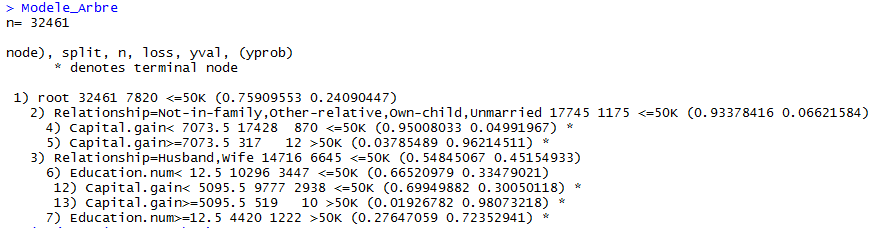 > Modele_Arbre
n= 32461
node), split, n, loss, yval, (yprob)
* denotes terminal node
1) root 32461 7820 <=50K (0.75909553 0.24090447)
2) Relationship=Not-in-family,Other-relative,Own-child,Unmarried 17745 1175 <=50K (0.93378416 0.06621584)
4) Capital.gain< 7073.5 17428 870 <=50K (0.95008033 0.04991967) *
5) Capital.gain>=7073.5 317 12 >50K (0.03785489 0.96214511) *
3) Relationship=Husband,Wife 14716 6645 <=50K (0.54845067 0.45154933)
6) Education.num< 12.5 10296 3447 <=50K (0.66520979 0.33479021)
12) Capital.gain< 5095.5 9777 2938 <=50K (0.69949882 0.30050118) *
13) Capital.gain>=5095.5 519 10 >50K (0.01926782 0.98073218) *
7) Education.num>=12.5 4420 1222 >50K (0.27647059 0.72352941) *